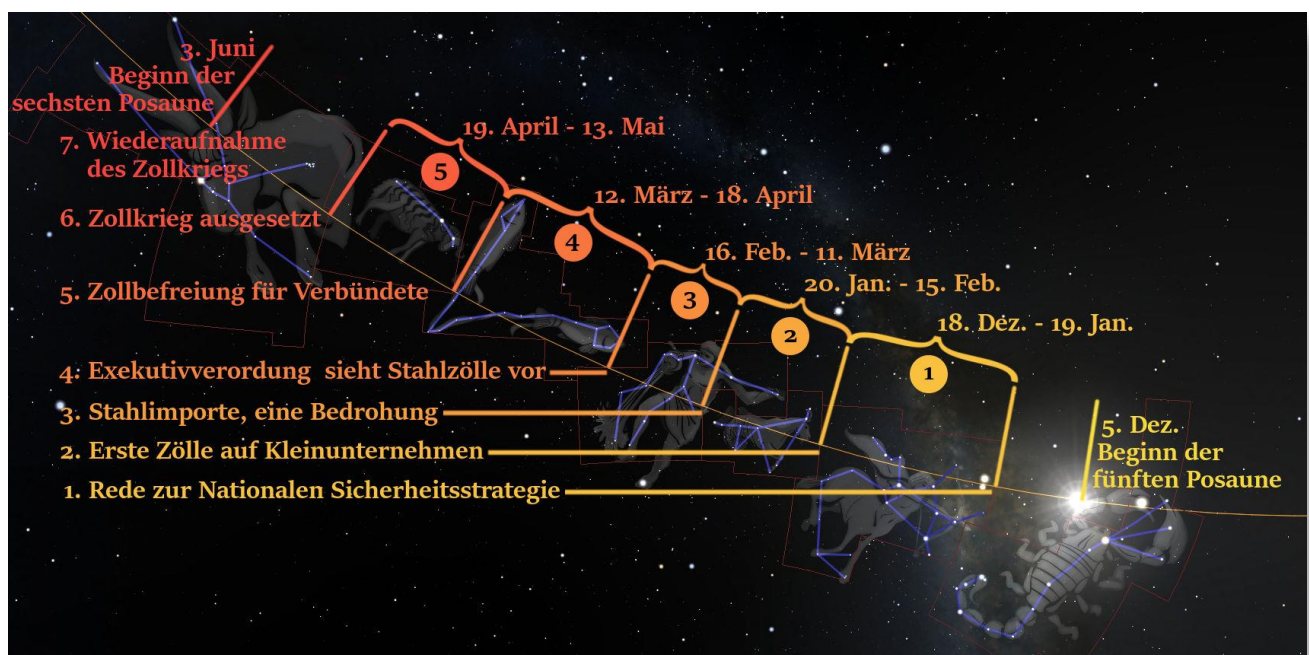 3. Juni
Beginn der
sechsten Posaune
7. Wiederaufnahme
des Zollkriegs
6. Zollkrieg ausgesetzt
5. Zollbefreiung für Verbündete
4. Exekutivverordnung sieht Stahlzölle vor
3. Stahlimporte, eine Bedrohung
2. Erste Zölle auf Kleinunternehmen
1. Rede zur Nationalen Sicherheitsstrategie
19. April - 13. Mai
5
12. März - 18. April
4
16. Feb. - 11. März
3
20. Jan. - 15. Feb.
2
18. Dez. - 19. Jan.
1
5. Dez.
Beginn der
fünften Posaune